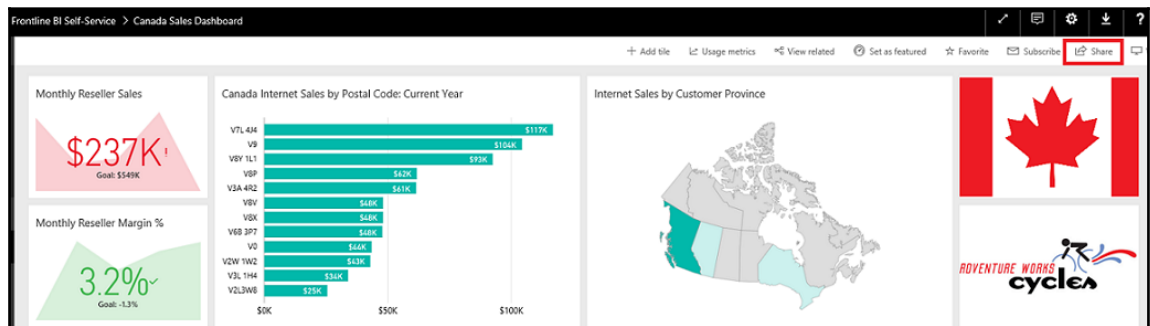 Frontline BI Self-Service > Canada Sales Dashboard
?
+ Add tile Usage metrics View related Set as featured Favorite Subscribe Share
Monthly Reseller Sales
$237K!
Goal: $549K
Monthly Reseller Margin %
3.2%
Goal: -1.3%
Canada Internet Sales by Postal Code: Current Year
V7L 4J4 $117K
V9 $104K
V8Y 1L1 $93K
V8P $62K
V3A 4R2 $61K
V8V $48K
V8X $48K
V6B 3P7 $48K
V0 $44K
V2W 1W2 $43K
V3L 1H4 $34K
V2L3W8 $25K
$0K $50K $100K
Internet Sales by Customer Province
ADVENTURE WORKS
cycles